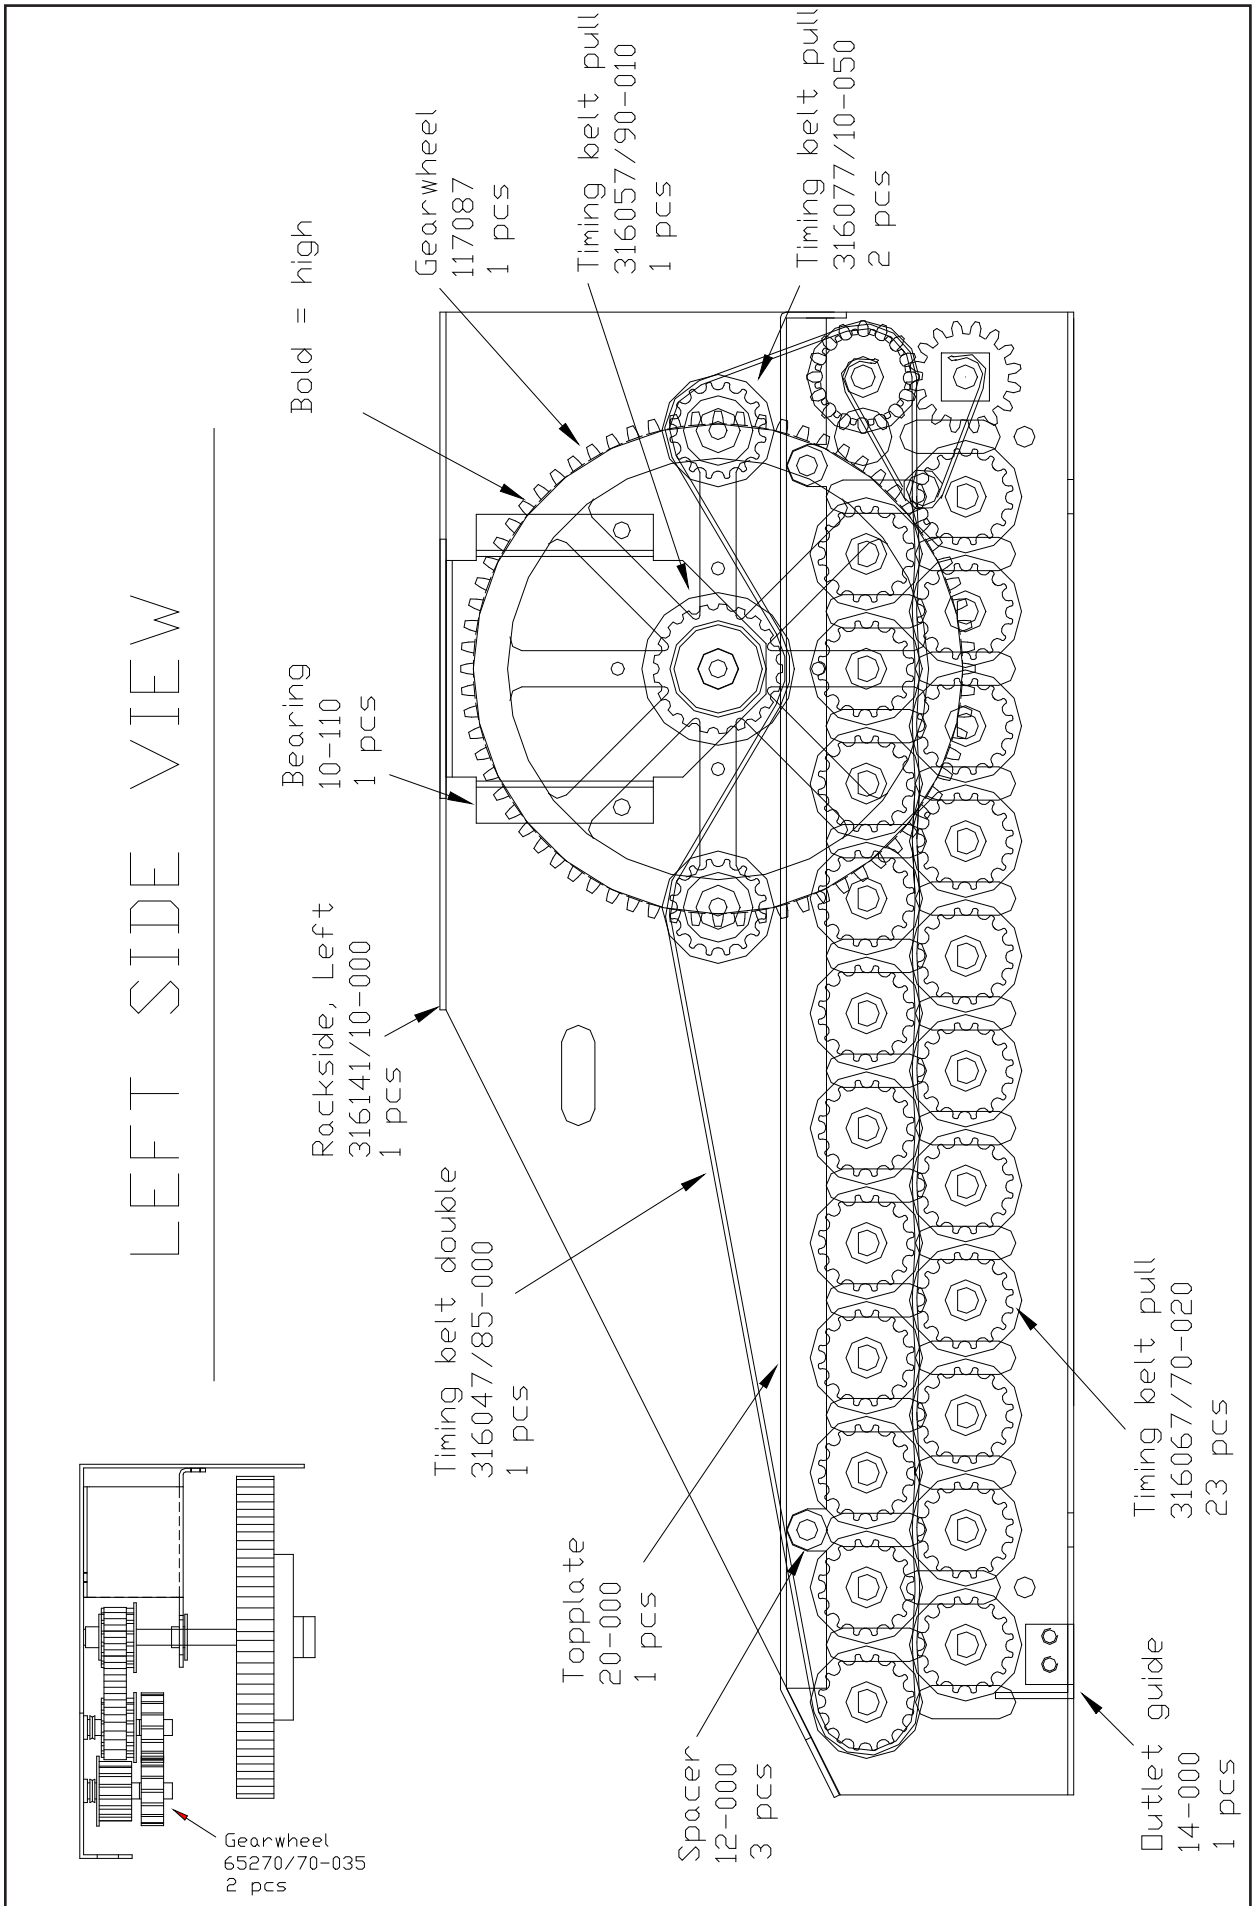 LEFT SIDE VIEW
Bold = high
Gearwheel
117087
1 pcs
Timing belt pull
316057/90-010
1 pcs
Timing belt pull
316077/10-050
2 pcs
Bearing
10-110
1 pcs
Rackside, Left
316141/10-000
1 pcs
Timing belt double
316047/85-000
1 pcs
Topplate
20-000
1 pcs
Spacer
12-000
3 pcs
Timing belt pull
316067/70-020
23 pcs
Outlet guide
14-000
1 pcs
Gearwheel
65270/70-035
2 pcs